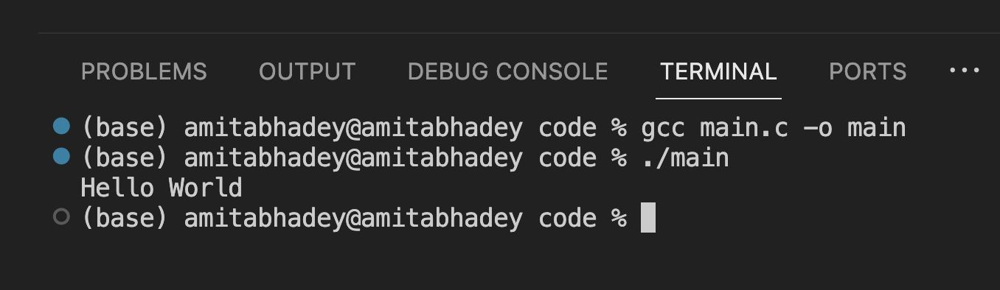 PROBLEMS OUTPUT DEBUG CONSOLE TERMINAL PORTS ...
(base) amitabhadey@amitabhadey code % gcc main.c -o main
(base) amitabhadey@amitabhadey code % ./main
Hello World
(base) amitabhadey@amitabhadey code %